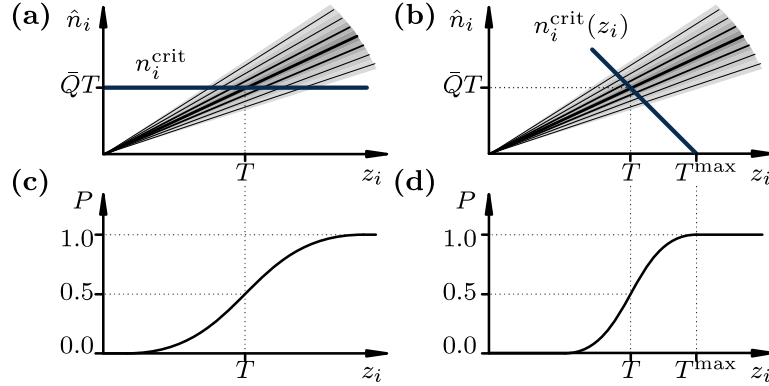 (a)
n̂ᵢ
nᵢᶜʳⁱᵗ
Q̄T
T
zᵢ
(b)
n̂ᵢ
nᵢᶜʳⁱᵗ(zᵢ)
Q̄T
T
Tᵐᵃˣ
zᵢ
(c)
P
1.0
0.5
0.0
T
zᵢ
(d)
P
1.0
0.5
0.0
T
Tᵐᵃˣ
zᵢ